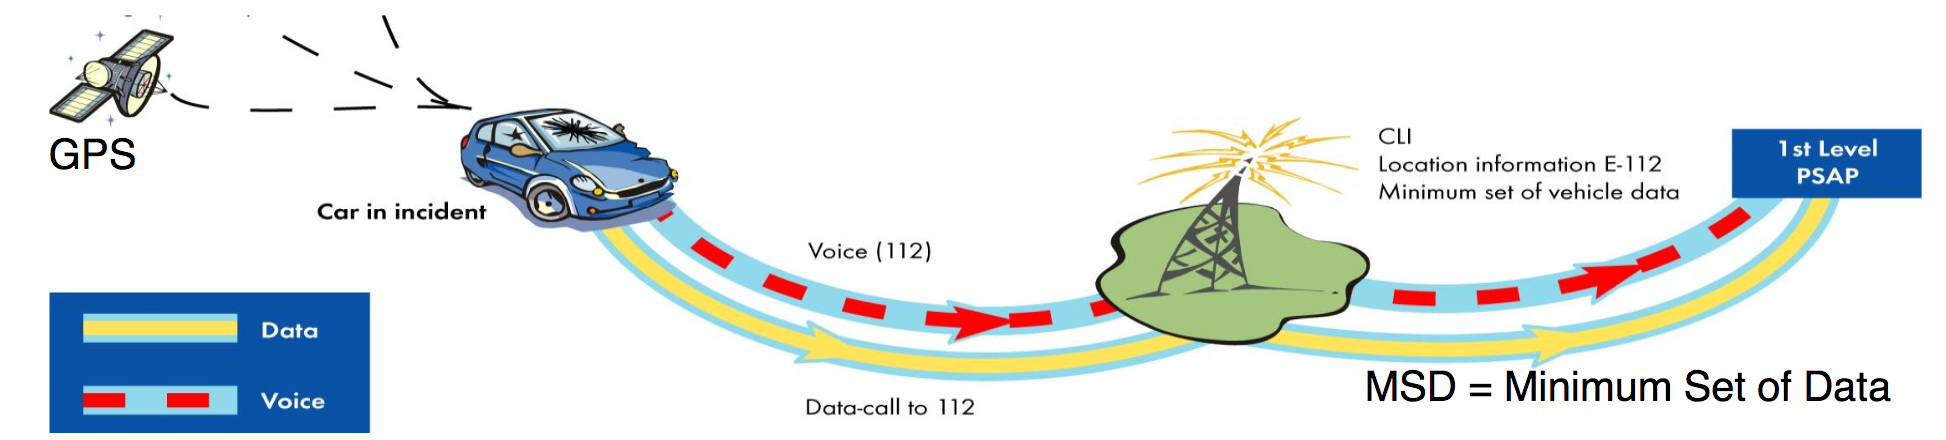 GPS
Car in incident
Voice (112)
CLI
Location information E-112
Minimum set of vehicle data
1st Level
PSAP
Data
Voice
Data-call to 112
MSD = Minimum Set of Data